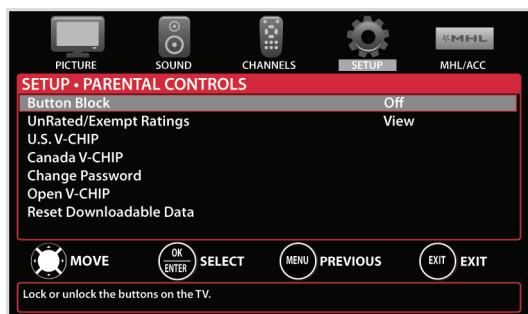 MHL
PICTURE SOUND CHANNELS SETUP MHL/ACC
SETUP • PARENTAL CONTROLS
Button Block Off
UnRated/Exempt Ratings View
U.S. V-CHIP
Canada V-CHIP
Change Password
Open V-CHIP
Reset Downloadable Data
MOVE OK ENTER SELECT MENU PREVIOUS EXIT EXIT
Lock or unlock the buttons on the TV.